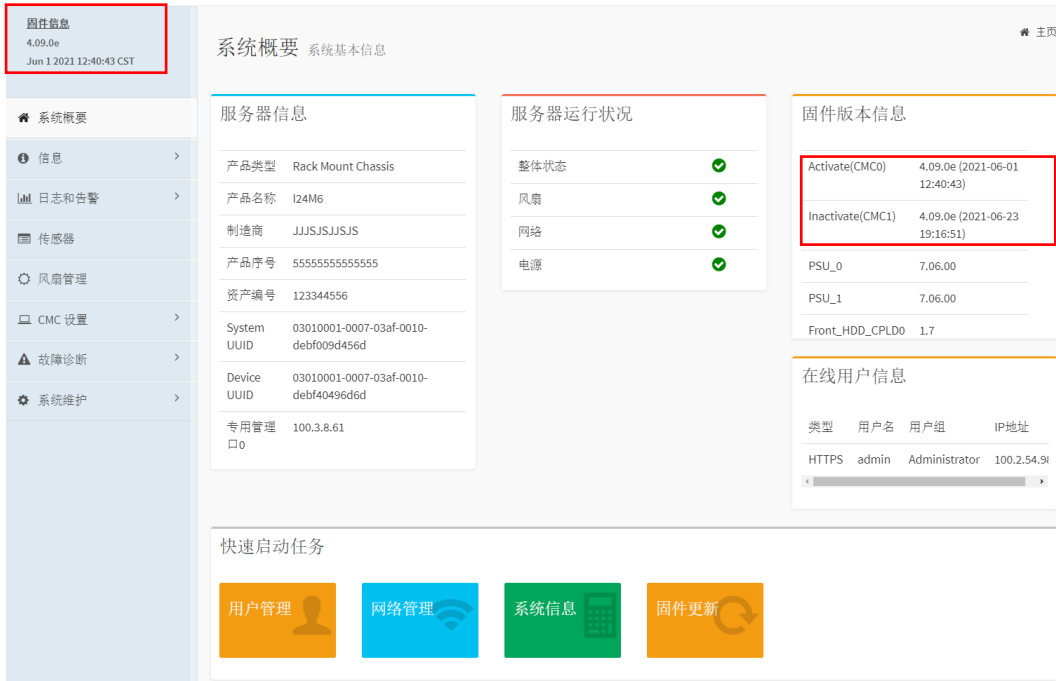 固件信息
4.09.0e
Jun 1 2021 12:40:43 CST
系统概要
信息
日志和告警
传感器
风扇管理
CMC 设置
故障诊断
系统维护
系统概要 系统基本信息
主页
服务器信息
产品类型 Rack Mount Chassis
产品名称 I24M6
制造商 JJJSJSJJSJS
产品序号 55555555555555
资产编号 123344556
System 03010001-0007-03af-0010-
UUID debf009d456d
Device 03010001-0007-03af-0010-
UUID debf40496d6d
专用管理 100.3.8.61
口0
服务器运行状况
整体状态
风扇
网络
电源
固件版本信息
Activate(CMC0) 4.09.0e (2021-06-01
12:40:43)
Inactivate(CMC1) 4.09.0e (2021-06-23
19:16:51)
PSU_0 7.06.00
PSU_1 7.06.00
Front_HDD_CPLD0 1.7
在线用户信息
类型 用户名 用户组 IP地址
HTTPS admin Administrator 100.2.54.98
快速启动任务
用户管理
网络管理
系统信息
固件更新